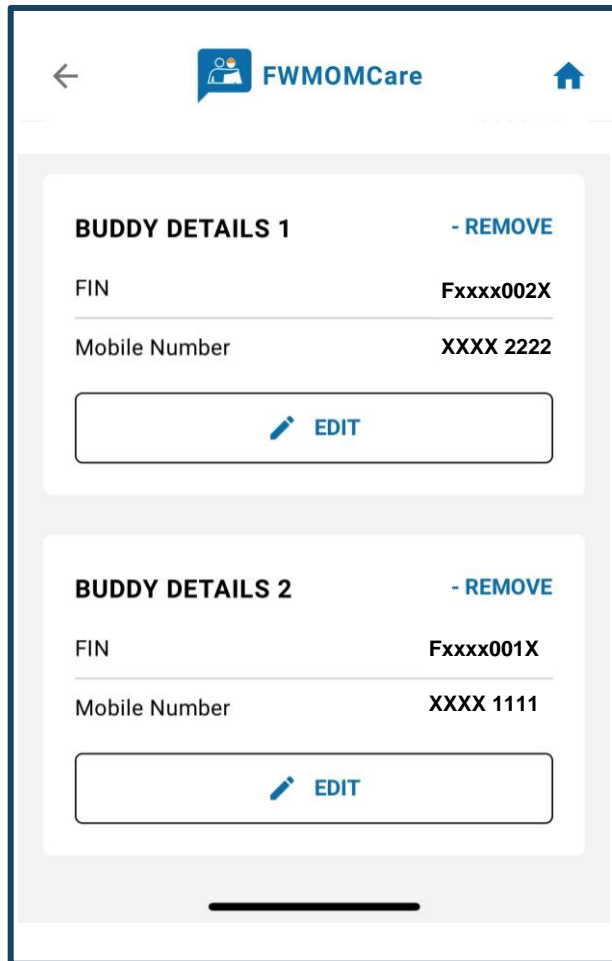 FWMOMCare
BUDDY DETAILS 1 - REMOVE
FIN Fxxxx002X
Mobile Number XXXX 2222
EDIT
BUDDY DETAILS 2 - REMOVE
FIN Fxxxx001X
Mobile Number XXXX 1111
EDIT